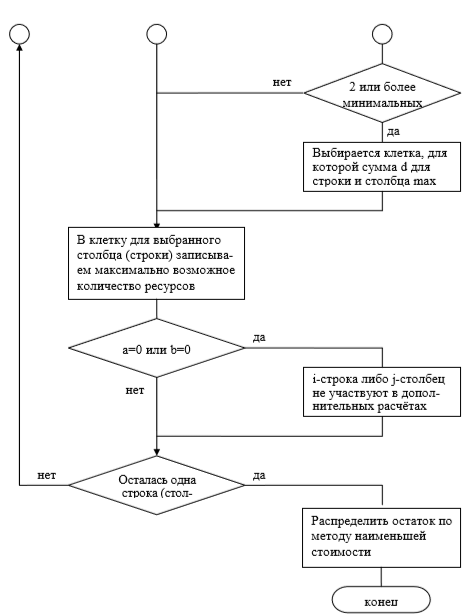 нет
2 или более
минимальных
да
Выбирается клетка, для
которой сумма d для
строки и столбца max
В клетку для выбранного
столбца (строки) записыва-
ем максимально возможное
количество ресурсов
a=0 или b=0
да
нет
i-строка либо j-столбец
не участвуют в допол-
нительных расчётах
нет
Осталась одна
строка (стол-
да
Распределить остаток по
методу наименьшей
стоимости
конец